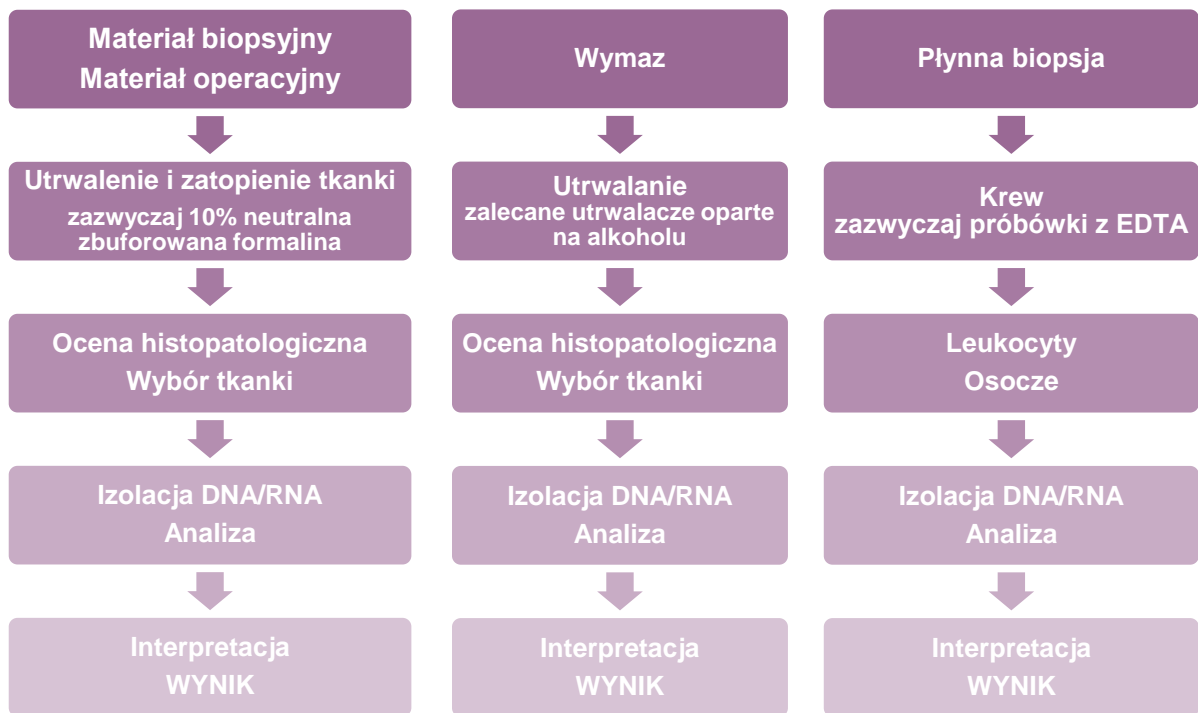 Materiał biopsyjny
Materiał operacyjny
Utrwalenie i zatopienie tkanki
zazwyczaj 10% neutralna
zbuforowana formalina
Ocena histopatologiczna
Wybór tkanki
Izolacja DNA/RNA
Analiza
Interpretacja
WYNIK
Wymaz
Utrwalanie
zalecane utrwalacze oparte
na alkoholu
Ocena histopatologiczna
Wybór tkanki
Izolacja DNA/RNA
Analiza
Interpretacja
WYNIK
Płynna biopsja
Krew
zazwyczaj próbówki z EDTA
Leukocyty
Osocze
Izolacja DNA/RNA
Analiza
Interpretacja
WYNIK